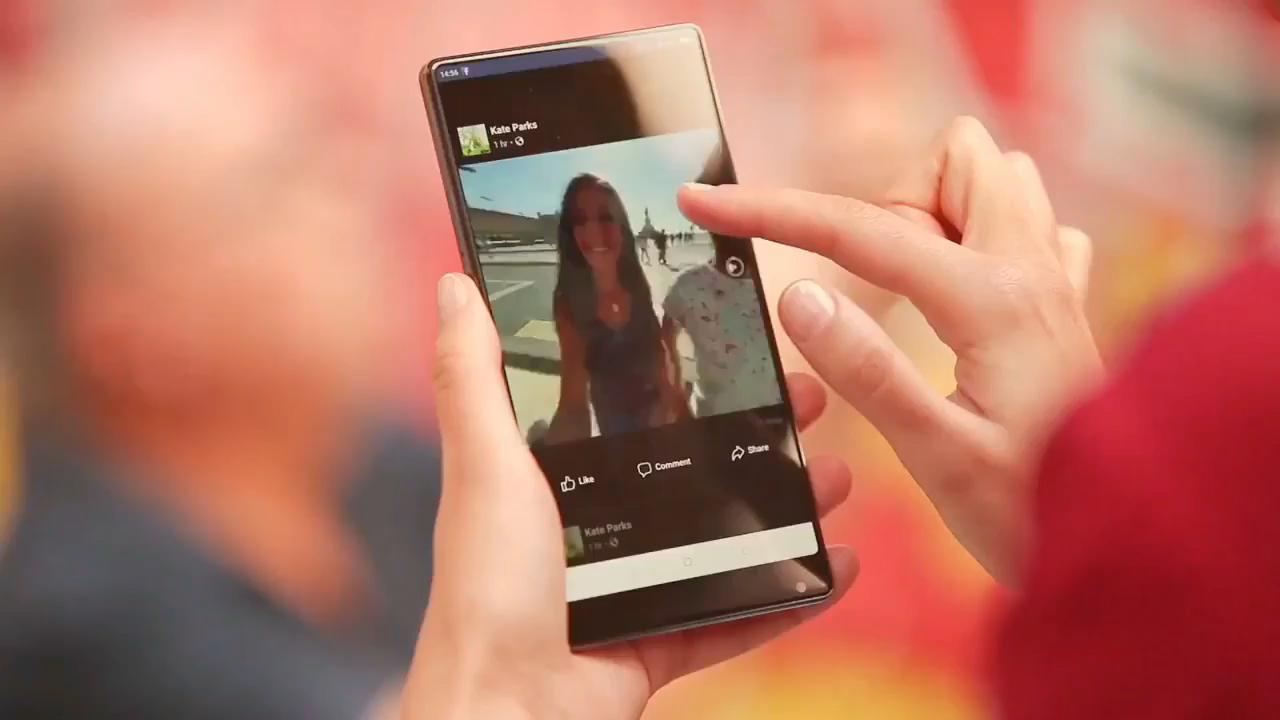 14:56
Kate Parks
1 hr ·
Like
Comment
Share
Kate Parks
1 hr ·